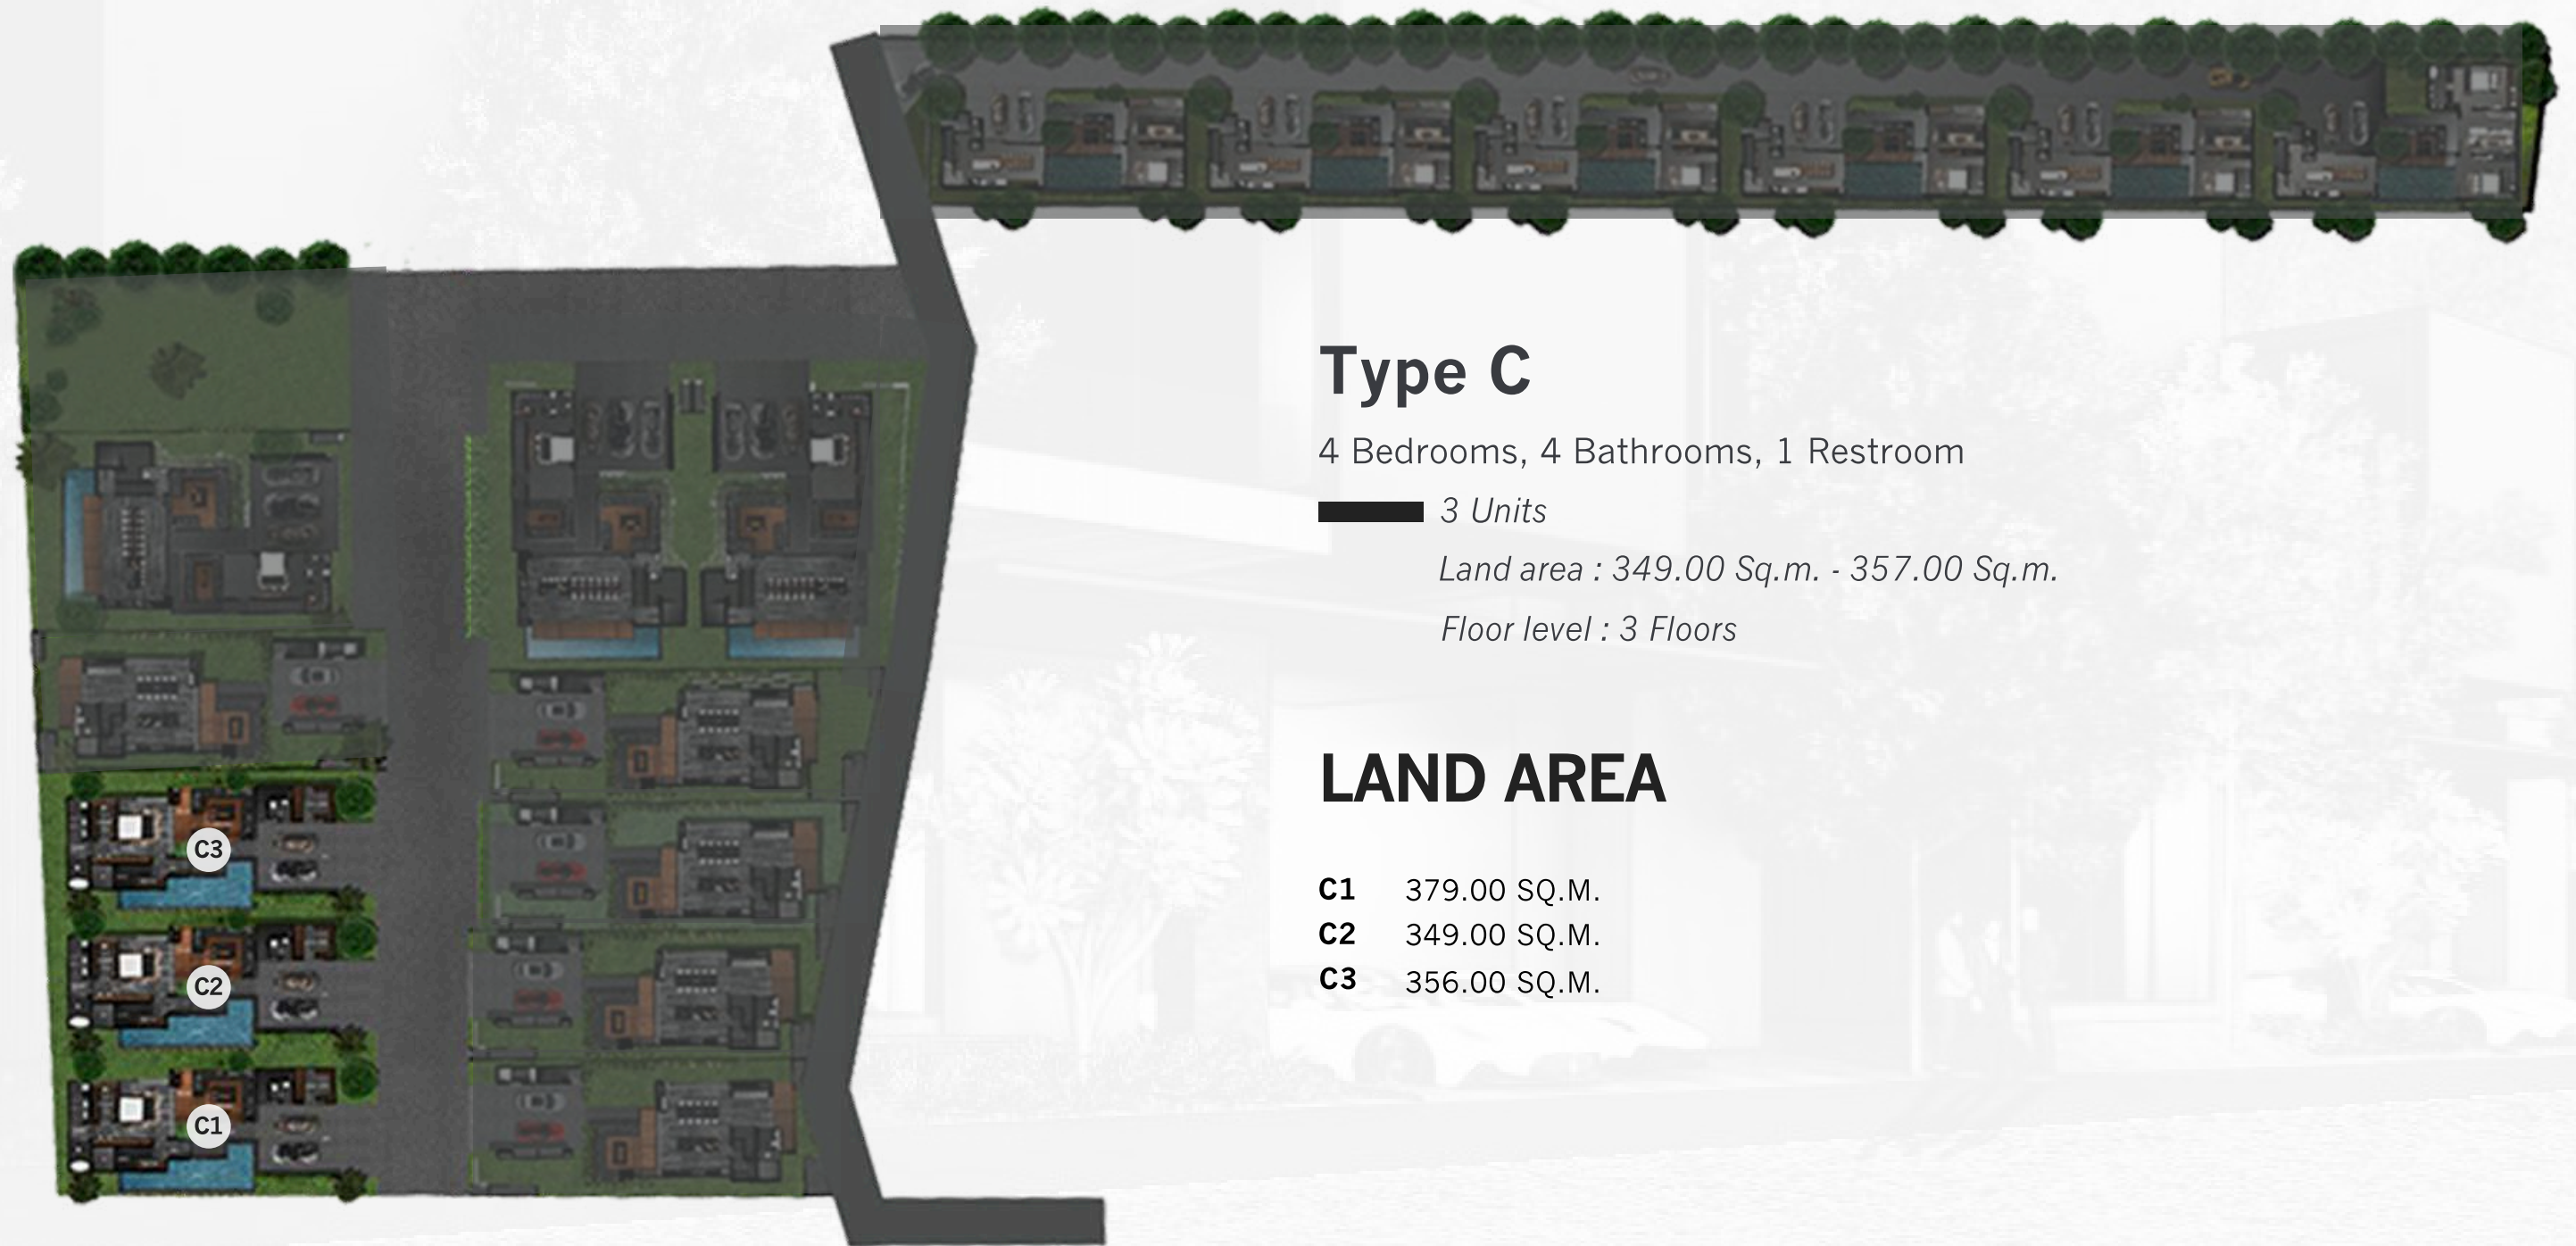 Type C
4 Bedrooms, 4 Bathrooms, 1 Restroom
3 Units
Land area : 349.00 Sq.m. - 357.00 Sq.m.
Floor level : 3 Floors
LAND AREA
C1 379.00 SQ.M.
C2 349.00 SQ.M.
C3 356.00 SQ.M.
C3
C2
C1